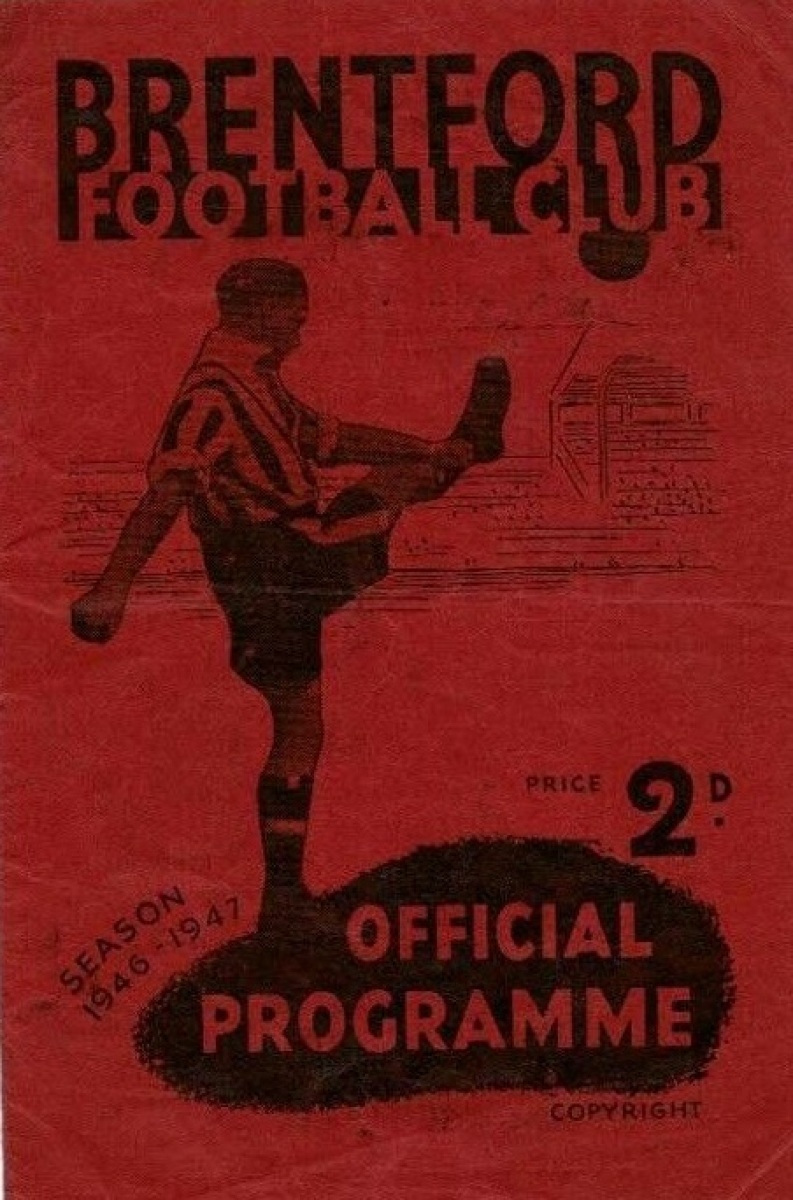 BRENTFORD
FOOTBALL CLUB
PRICE 2D.
SEASON
1946-1947
OFFICIAL
PROGRAMME
COPYRIGHT